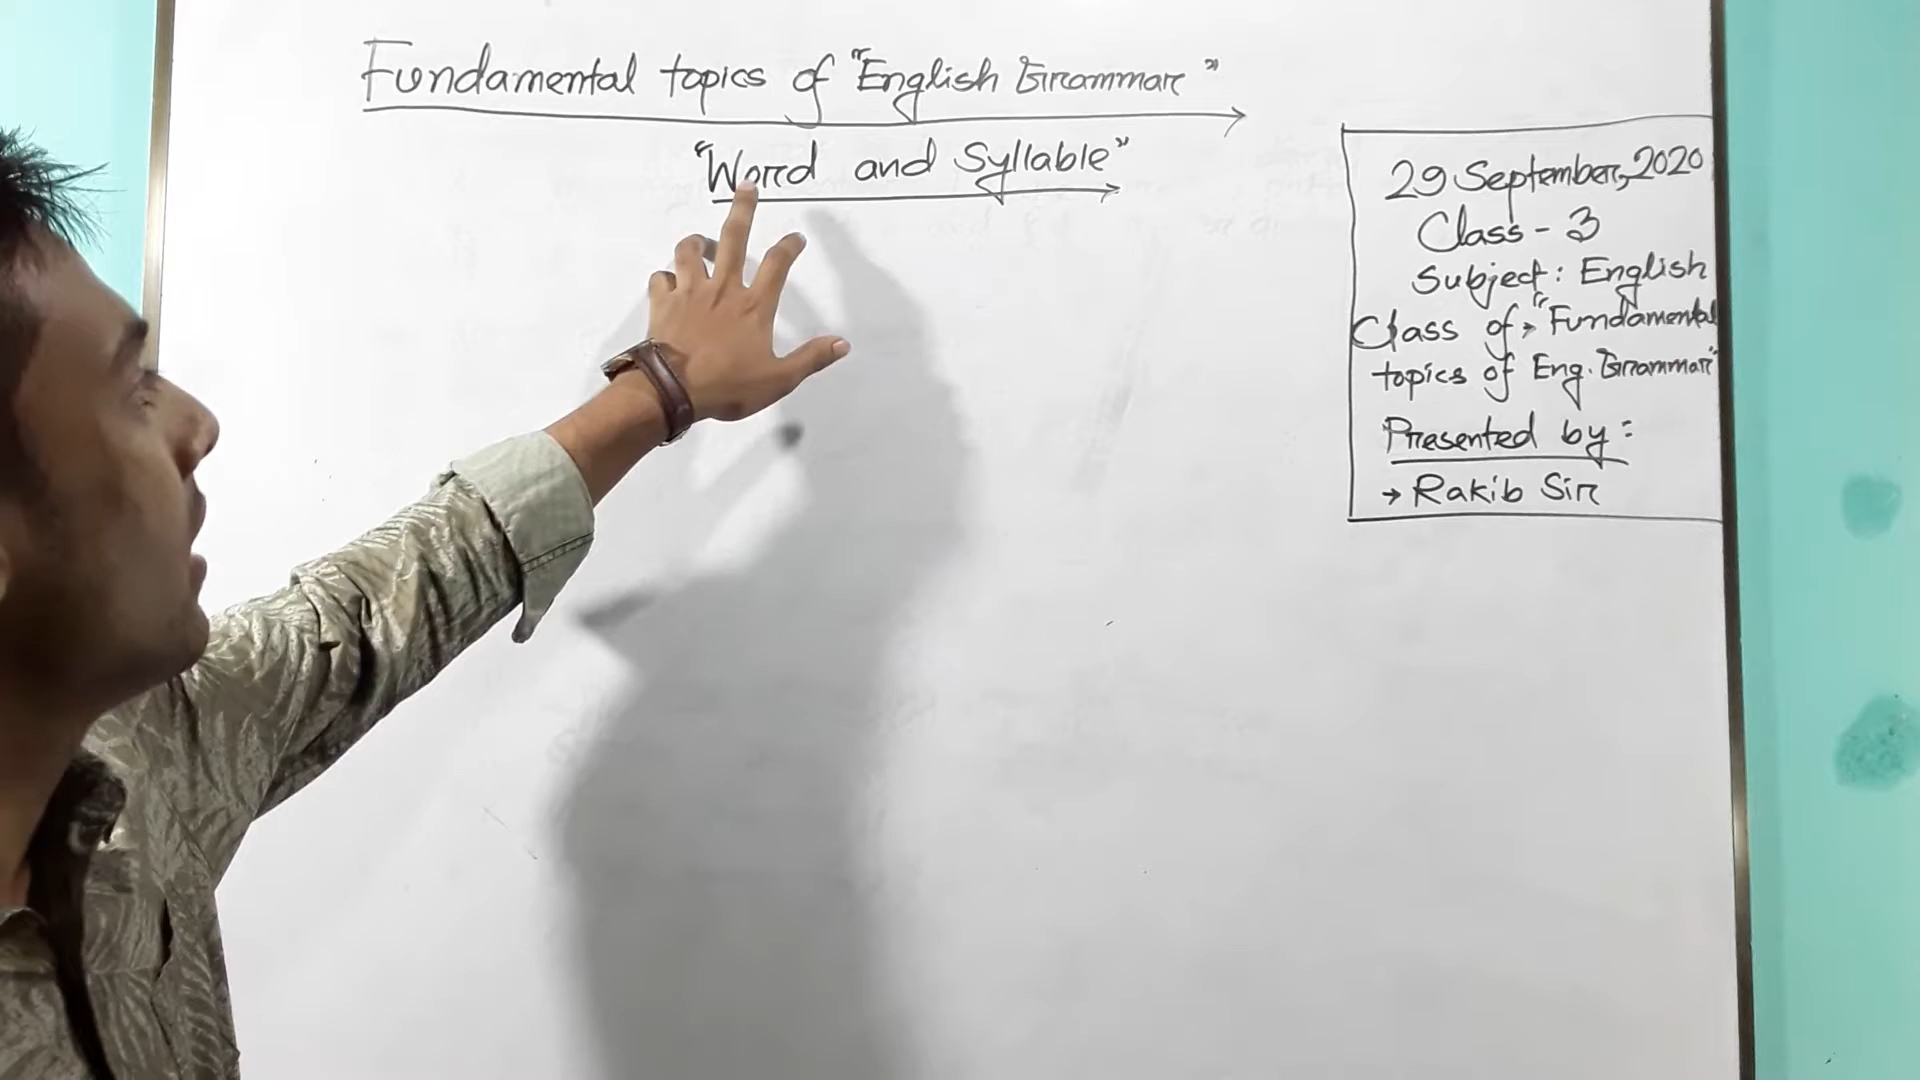 Fundamental topics of "English Grammar"
"Word and Syllable"
29 September, 2020
Class - 3
Subject: English
Class of → "Fundamental
topics of Eng. Grammar"
Presented by:
→ Rakib Sir